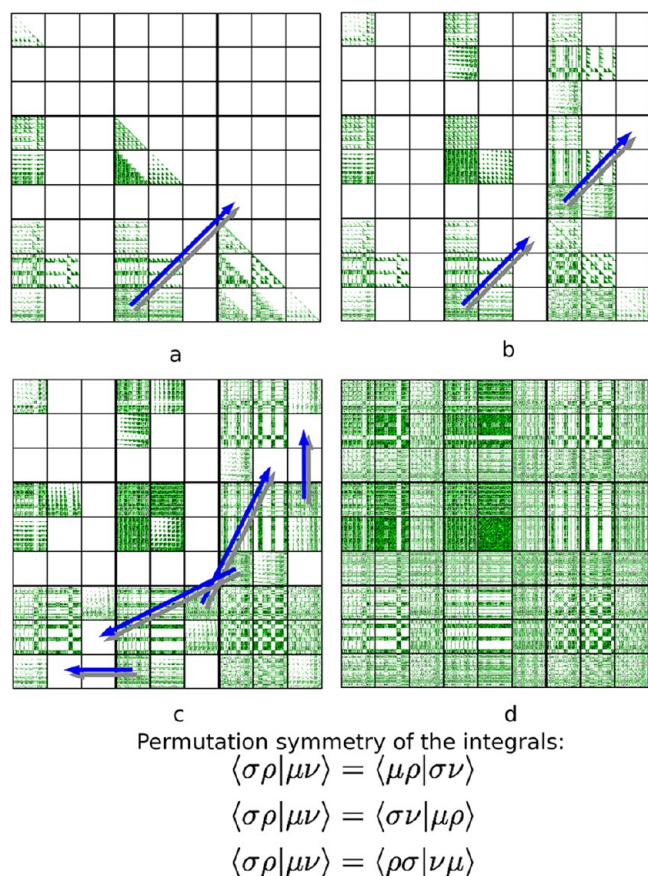 a
b
c
d
Permutation symmetry of the integrals:
⟨σρ|μν⟩ = ⟨μρ|σν⟩
⟨σρ|μν⟩ = ⟨σν|μρ⟩
⟨σρ|μν⟩ = ⟨ρσ|νμ⟩